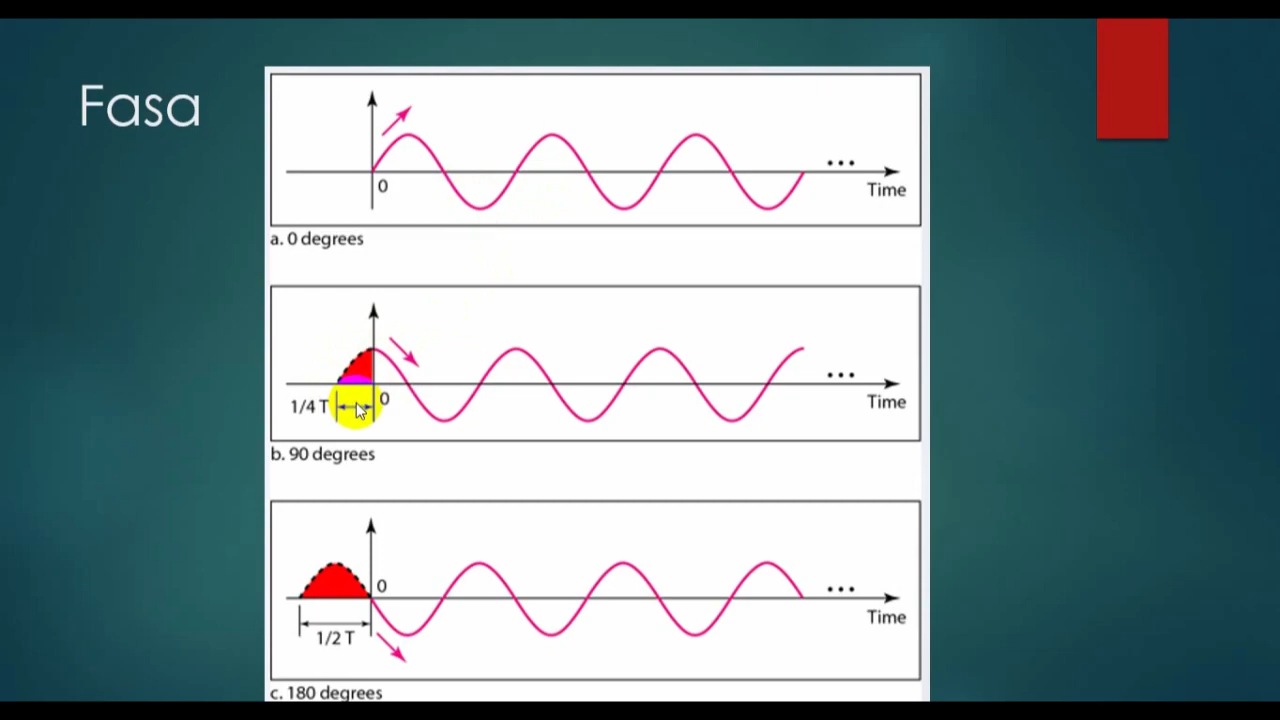 Fasa
0
...
Time
a. 0 degrees
1/4 T
0
...
Time
b. 90 degrees
0
...
Time
1/2 T
c. 180 degrees